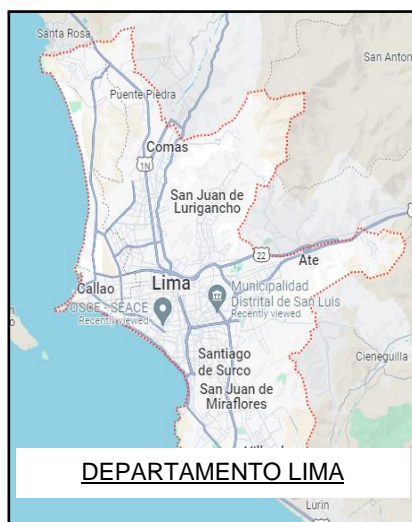 Santa Rosa
San Anton
Puente Piedra
Comas
1N
San Juan de
Lurigancho
22
Ate
Lima
Municipalidad
Distrital de San Luis
Recently viewed
Callao
OSCE - SEACE
Recently viewed
Cieneguilla
Santiago
de Surco
San Juan de
Miraflores
DEPARTAMENTO LIMA
Lurin